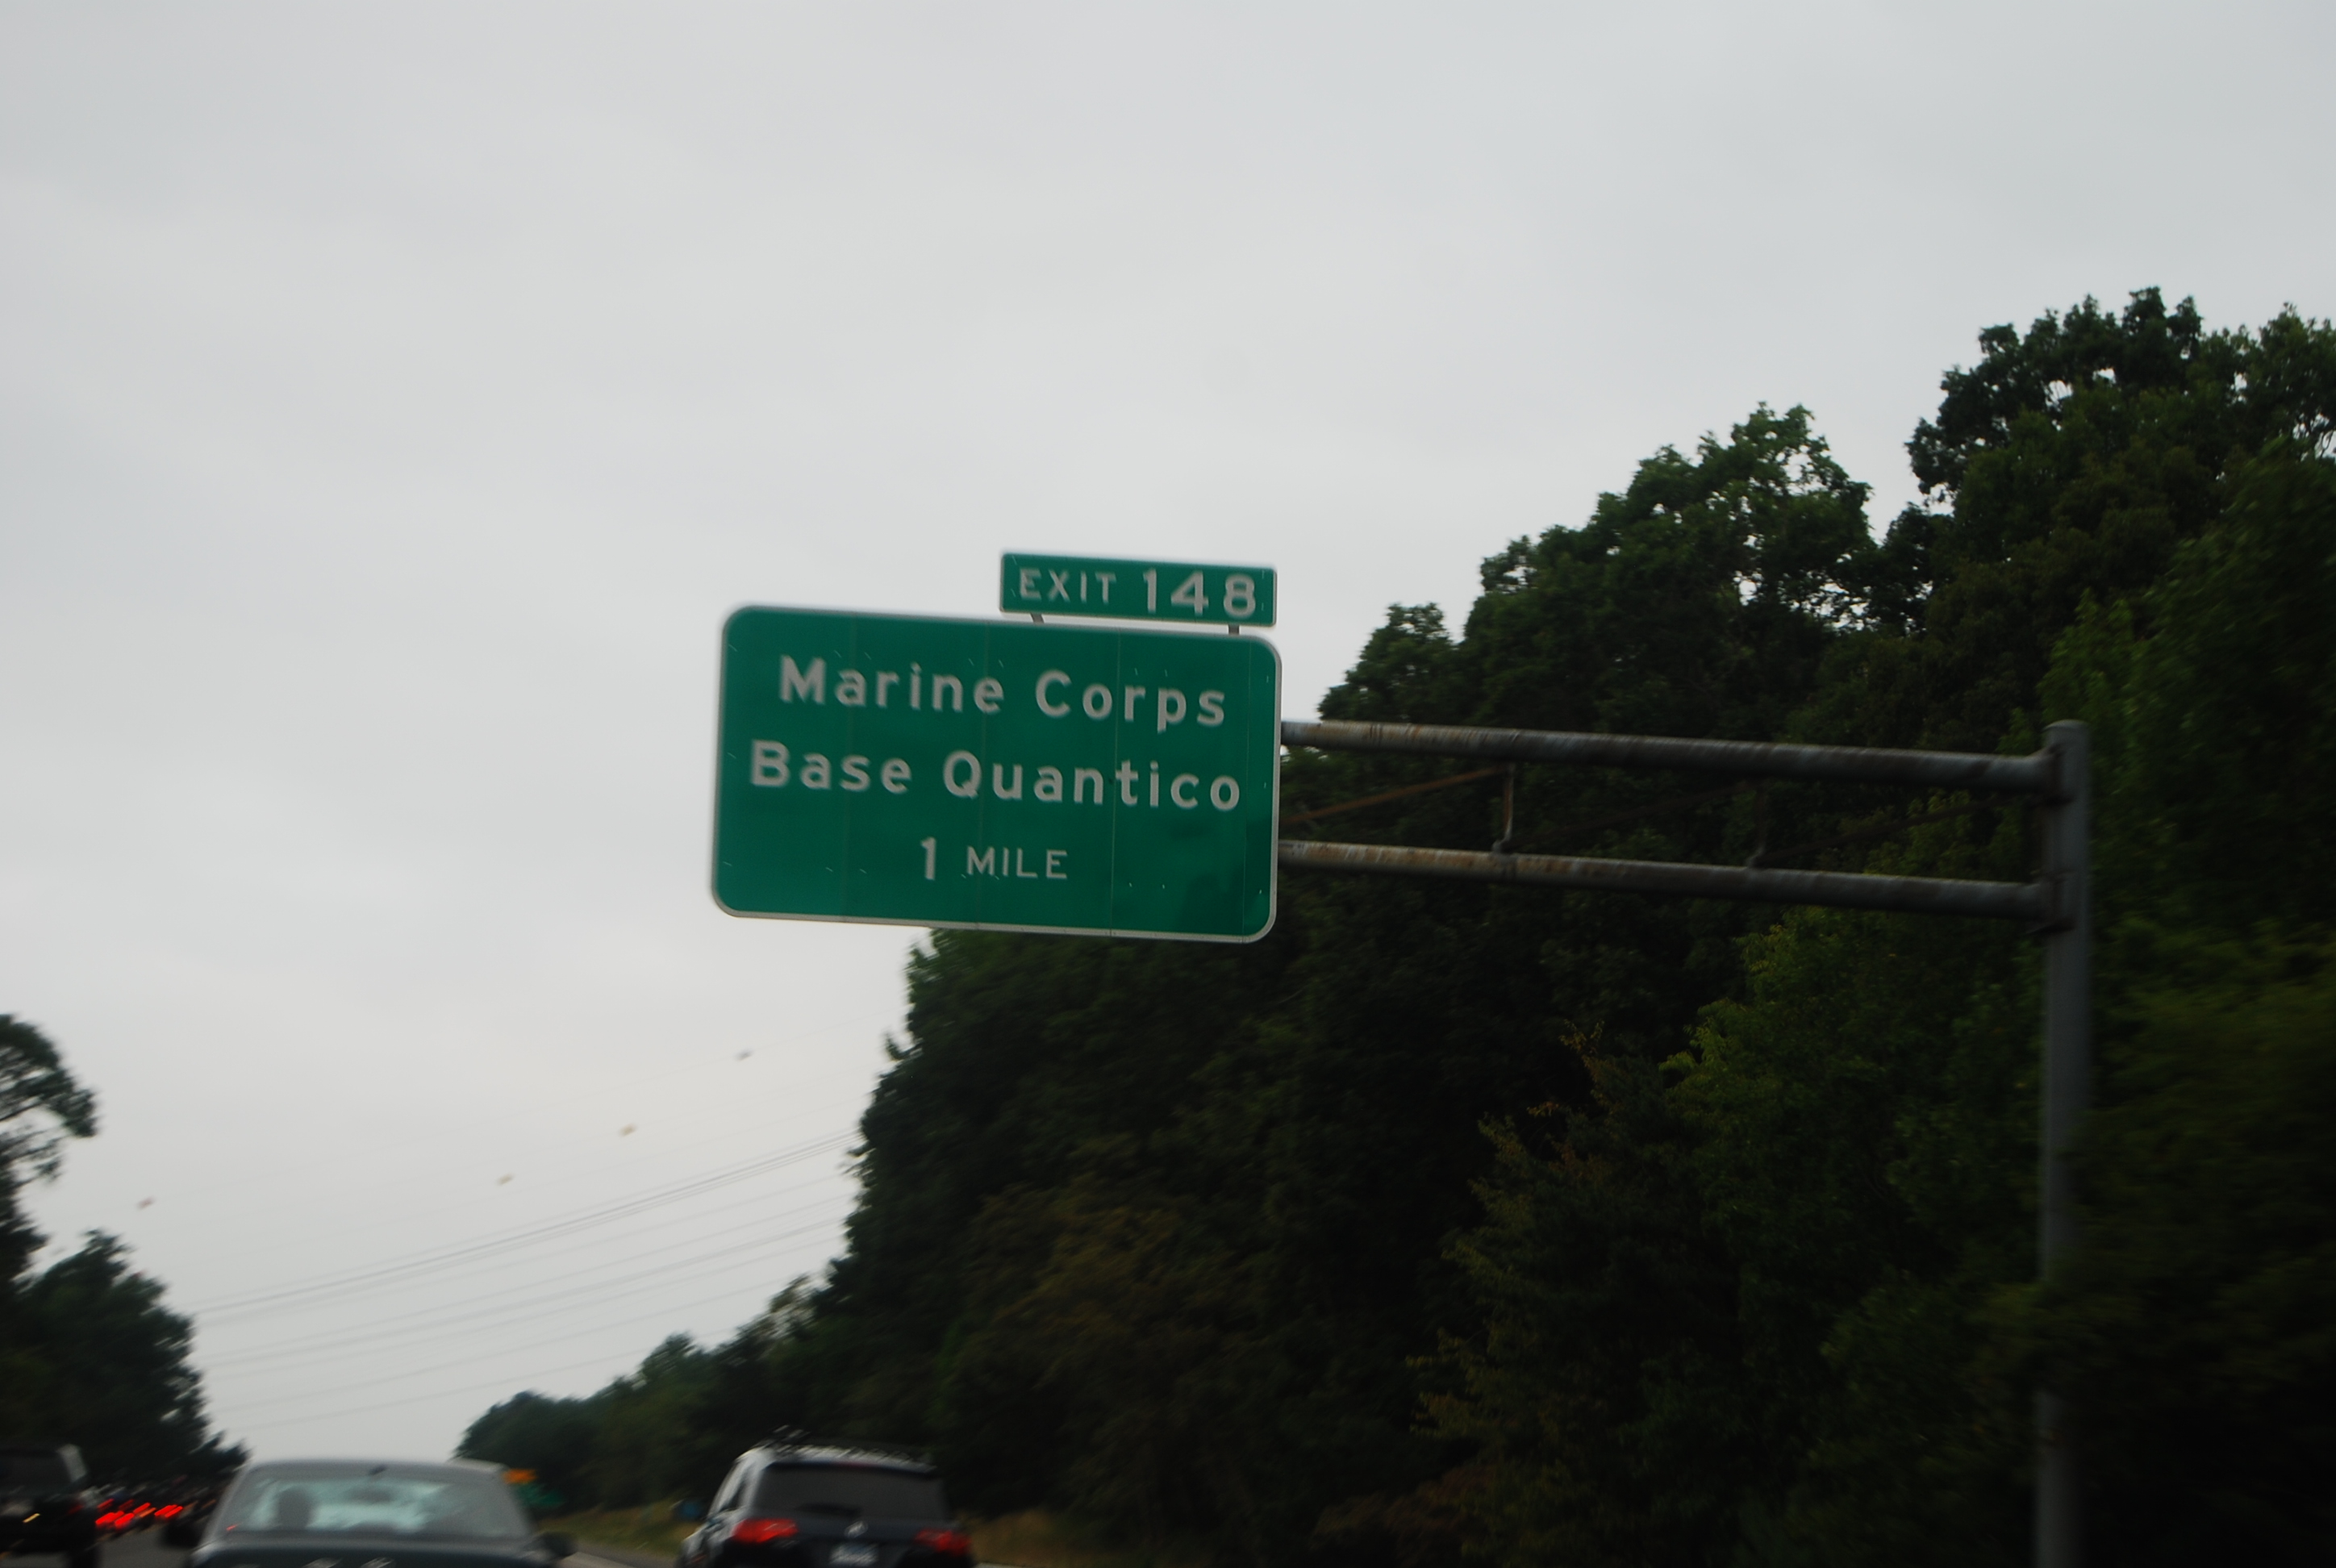 EXIT 148
Marine Corps
Base Quantico
1 MILE